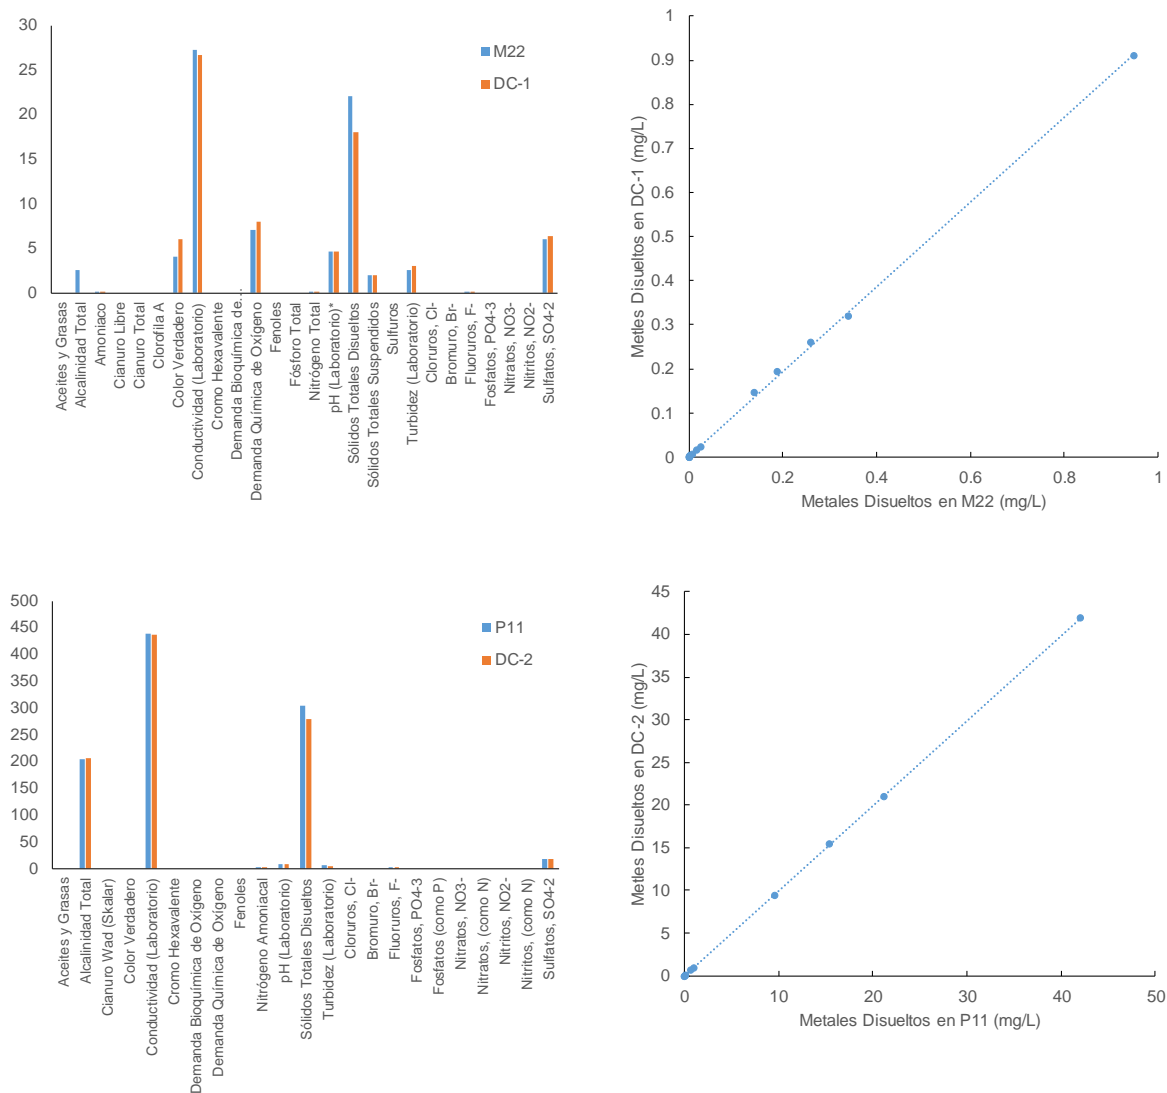 30
25
20
15
10
5
0
M22
DC-1
Aceites y Grasas
Alcalinidad Total
Amoniaco
Cianuro Libre
Cianuro Total
Clorofila A
Color Verdadero
Conductividad (Laboratorio)
Cromo Hexavalente
Demanda Bioquímica de…
Demanda Química de Oxígeno
Fenoles
Fósforo Total
Nitrógeno Total
pH (Laboratorio)*
Sólidos Totales Disueltos
Sólidos Totales Suspendidos
Sulfuros
Turbidez (Laboratorio)
Cloruros, Cl-
Bromuro, Br-
Fluoruros, F-
Fosfatos, PO4-3
Nitratos, NO3-
Nitritos, NO2-
Sulfatos, SO4-2
Metles Disueltos en DC-1 (mg/L)
1
0.9
0.8
0.7
0.6
0.5
0.4
0.3
0.2
0.1
0
0
0.2
0.4
0.6
0.8
1
Metales Disueltos en M22 (mg/L)
500
450
400
350
300
250
200
150
100
50
0
P11
DC-2
Aceites y Grasas
Alcalinidad Total
Cianuro Wad (Skalar)
Color Verdadero
Conductividad (Laboratorio)
Cromo Hexavalente
Demanda Bioquímica de Oxígeno
Demanda Química de Oxígeno
Fenoles
Nitrógeno Amoniacal
pH (Laboratorio)
Sólidos Totales Disueltos
Turbidez (Laboratorio)
Cloruros, Cl-
Bromuro, Br-
Fluoruros, F-
Fosfatos, PO4-3
Fosfatos (como P)
Nitratos, NO3-
Nitratos, (como N)
Nitritos, NO2-
Nitritos, (como N)
Sulfatos, SO4-2
Metles Disueltos en DC-2 (mg/L)
45
40
35
30
25
20
15
10
5
0
0
10
20
30
40
50
Metales Disueltos en P11 (mg/L)